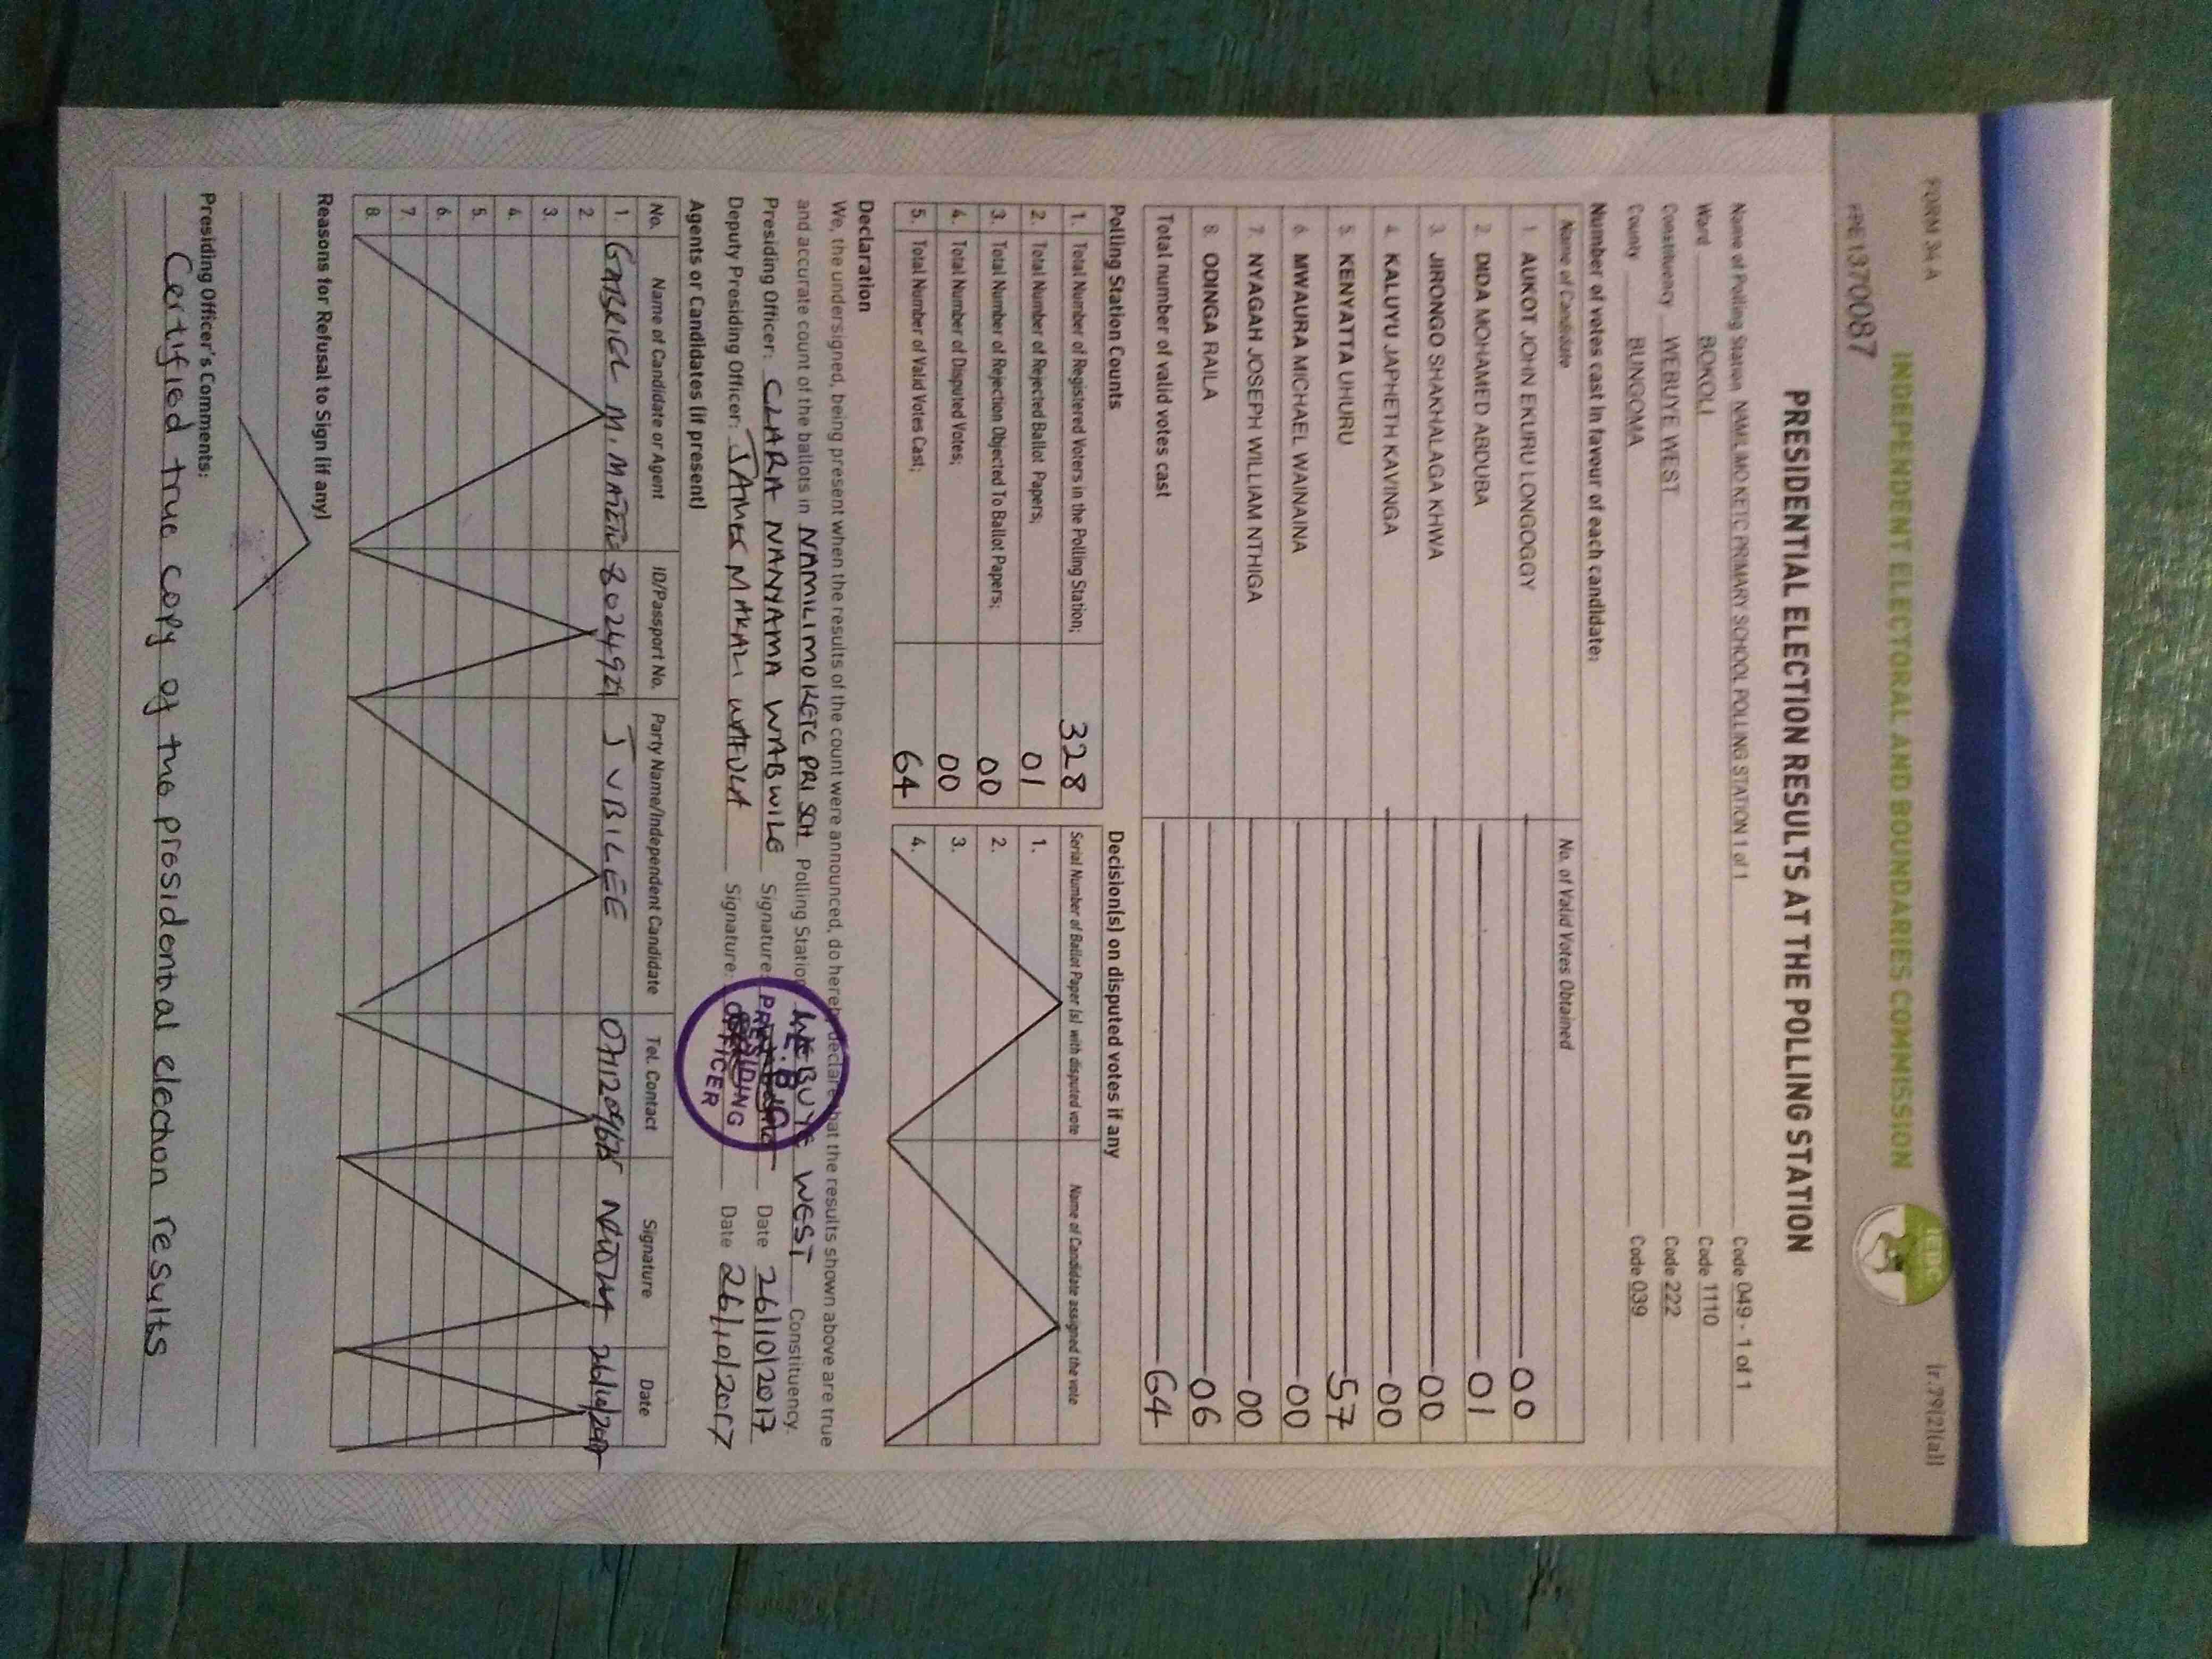 FORM 34 A
(r.79(2)(a))
INDEPENDENT ELECTORAL AND BOUNDARIES COMMISSION
IEBC
PRESIDENTIAL ELECTION RESULTS AT THE POLLING STATION
Name of Polling Station NAMILIMO KETC PRIMARY SCHOOL POLLING STATION 1 of 1 Code 049 - 1 of 1
Ward BOKOLI Code 1110
Constituency WEBUYE WEST Code 222
County BUNGOMA Code 039
Number of votes cast in favour of each candidate:
Name of Candidate No. of Valid Votes Obtained
1. AUKOT JOHN EKURU LONGOGGY 00
2. DIDA MOHAMED ABDUBA 01
3. JIRONGO SHAKHALAGA KHWA 00
4. KALUYU JAPHETH KAVINGA 00
5. KENYATTA UHURU 57
6. MWAURA MICHAEL WAINAINA 00
7. NYAGAH JOSEPH WILLIAM NTHIGA 00
8. ODINGA RAILA 06
Total number of valid votes cast 64
Polling Station Counts
1. Total Number of Registered Voters in the Polling Station; 328
2. Total Number of Rejected Ballot Papers; 01
3. Total Number of Rejection Objected To Ballot Papers; 00
4. Total Number of Disputed Votes; 00
5. Total Number of Valid Votes Cast; 64
Decision(s) on disputed votes if any
Serial Number of Ballot Paper (s) with disputed vote Name of Candidate assigned the vote
1.
2.
3.
4.
Declaration
We, the undersigned, being present when the results of the count were announced, do hereby declare that the results shown above are true
and accurate count of the ballots in NAMILIMOKETC PRI SCH Polling Station WEBUYE WEST Constituency.
Presiding Officer: CLARA NANYAMA WABWILE Signature: Date 26/10/2017
Deputy Presiding Officer: JAMES MAKALI WAFULA Signature: Date 26/10/2017
PRESIDING
OFFICER
Agents or Candidates (if present)
No. Name of Candidate or Agent ID/Passport No. Party Name/Independent Candidate Tel. Contact Signature Date
1. GABRIEL M. JUBILEE 26/10/2017
2.
3.
4.
5.
6.
7.
8.
Reasons for Refusal to Sign (if any)
Presiding Officer's Comments:
Certified true copy of the presidential election results